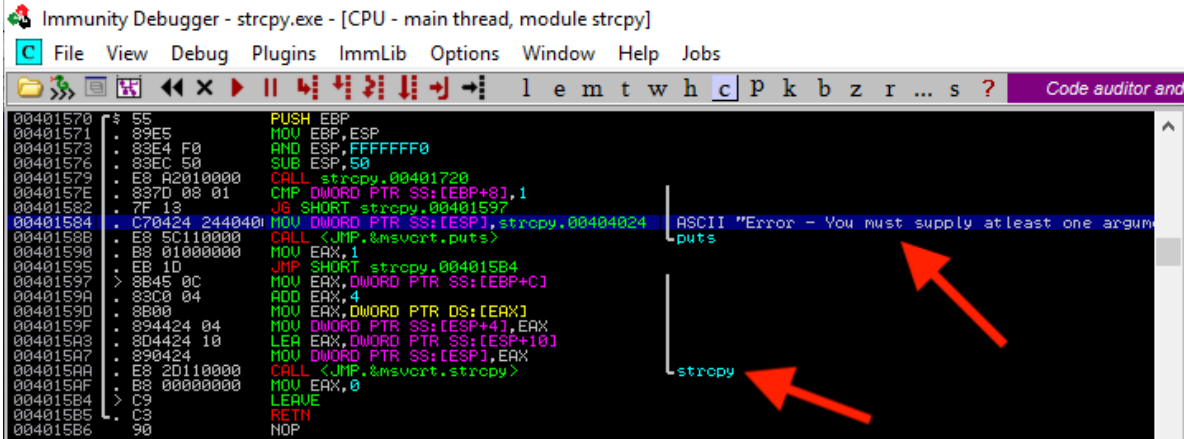 Immunity Debugger - strcpy.exe - [CPU - main thread, module strcpy]
C File View Debug Plugins ImmLib Options Window Help Jobs
l e m t w h c p k b z r ... s ? Code auditor and
00401570 $ 55 PUSH EBP
00401571 . 89E5 MOV EBP,ESP
00401573 . 83E4 F0 AND ESP,FFFFFFF0
00401576 . 83EC 50 SUB ESP,50
00401579 . E8 A2010000 CALL strcpy.00401720
0040157E . 837D 08 01 CMP DWORD PTR SS:[EBP+8],1
00401582 . 7F 13 JG SHORT strcpy.00401597
00401584 . C70424 244040 MOV DWORD PTR SS:[ESP],strcpy.00404024 ASCII "Error - You must supply atleast one argum
0040158B . E8 5C110000 CALL <JMP.&msvcrt.puts> puts
00401590 . B8 01000000 MOV EAX,1
00401595 . EB 1D JMP SHORT strcpy.004015B4
00401597 > 8B45 0C MOV EAX,DWORD PTR SS:[EBP+C]
0040159A . 83C0 04 ADD EAX,4
0040159D . 8B00 MOV EAX,DWORD PTR DS:[EAX]
0040159F . 894424 04 MOV DWORD PTR SS:[ESP+4],EAX
004015A3 . 8D4424 10 LEA EAX,DWORD PTR SS:[ESP+10]
004015A7 . 890424 MOV DWORD PTR SS:[ESP],EAX
004015AA . E8 2D110000 CALL <JMP.&msvcrt.strcpy> strcpy
004015AF . B8 00000000 MOV EAX,0
004015B4 > C9 LEAVE
004015B5 . C3 RETN
004015B6 90 NOP